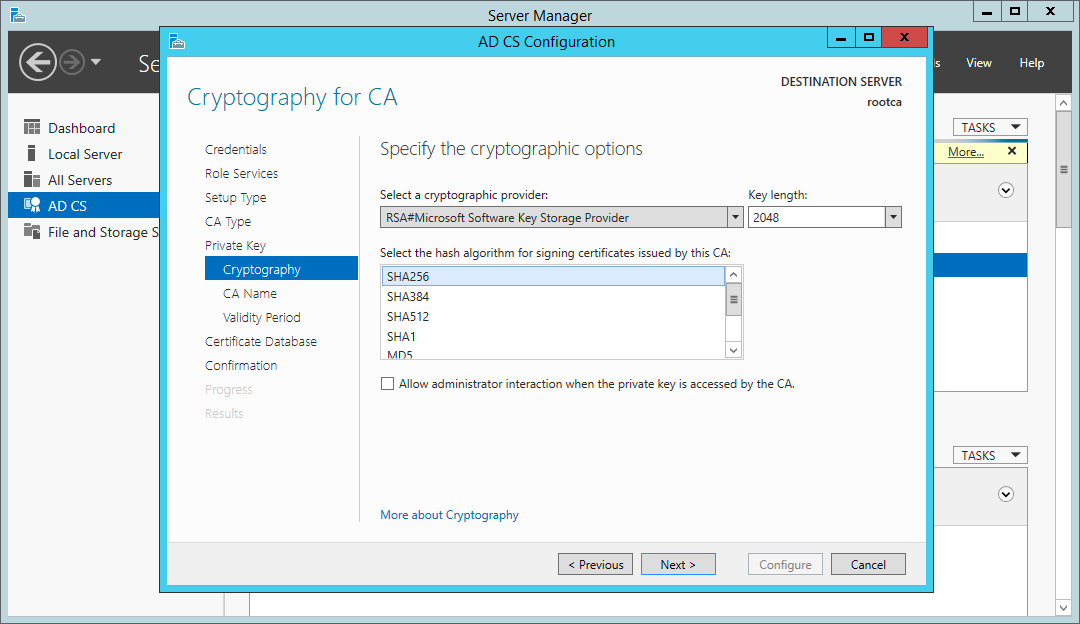 Server Manager
AD CS Configuration
View
Help
Cryptography for CA
DESTINATION SERVER
rootca
Dashboard
Local Server
All Servers
AD CS
File and Storage S
Credentials
Role Services
Setup Type
CA Type
Private Key
Cryptography
CA Name
Validity Period
Certificate Database
Confirmation
Progress
Results
Specify the cryptographic options
Select a cryptographic provider:
Key length:
RSA#Microsoft Software Key Storage Provider
2048
Select the hash algorithm for signing certificates issued by this CA:
SHA256
SHA384
SHA512
SHA1
MD5
Allow administrator interaction when the private key is accessed by the CA.
More about Cryptography
< Previous
Next >
Configure
Cancel
TASKS
More...
TASKS